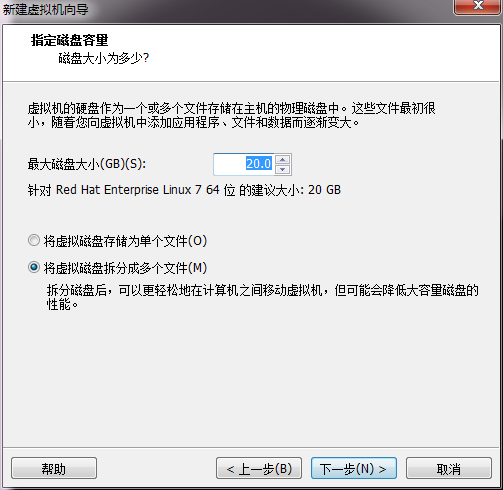 新建虚拟机向导
指定磁盘容量
磁盘大小为多少?
虚拟机的硬盘作为一个或多个文件存储在主机的物理磁盘中。这些文件最初很
小，随着您向虚拟机中添加应用程序、文件和数据而逐渐变大。
最大磁盘大小(GB)(S): 20.0
针对 Red Hat Enterprise Linux 7 64 位 的建议大小: 20 GB
将虚拟磁盘存储为单个文件(O)
将虚拟磁盘拆分成多个文件(M)
拆分磁盘后，可以更轻松地在计算机之间移动虚拟机，但可能会降低大容量磁盘的
性能。
帮助 < 上一步(B) 下一步(N) > 取消